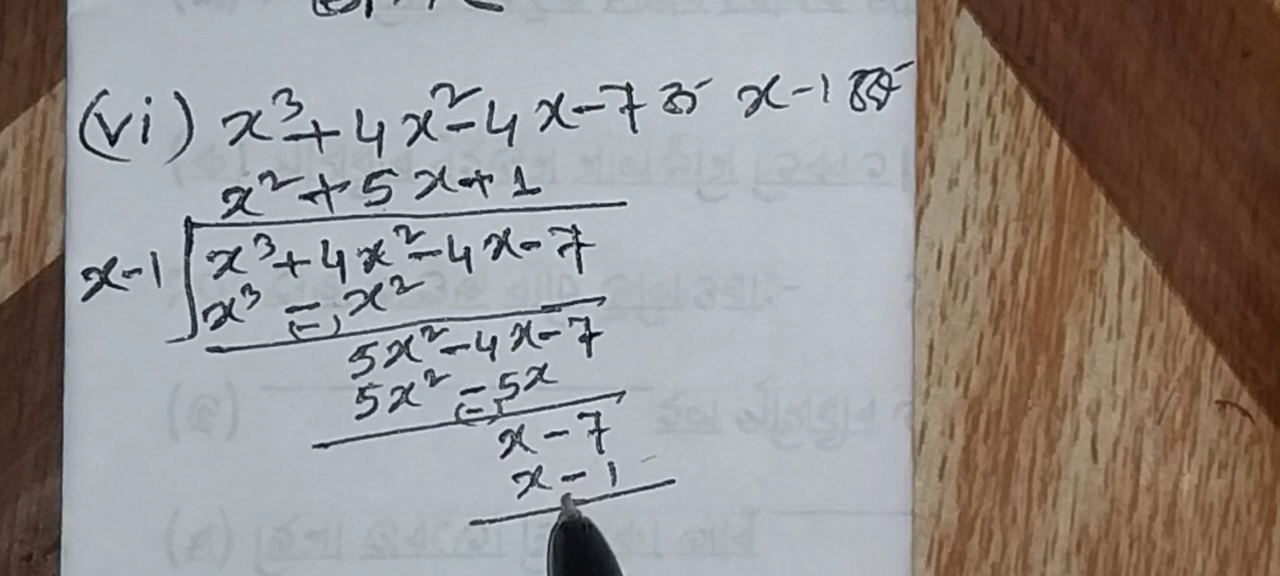 (vi) x³ + 4x² - 4x - 7 ଓ x - 1
x² + 5x + 1
x - 1 x³ + 4x² - 4x - 7
x³ - x²
(-)
5x² - 4x - 7
5x² - 5x
(-)
x - 7
x - 1